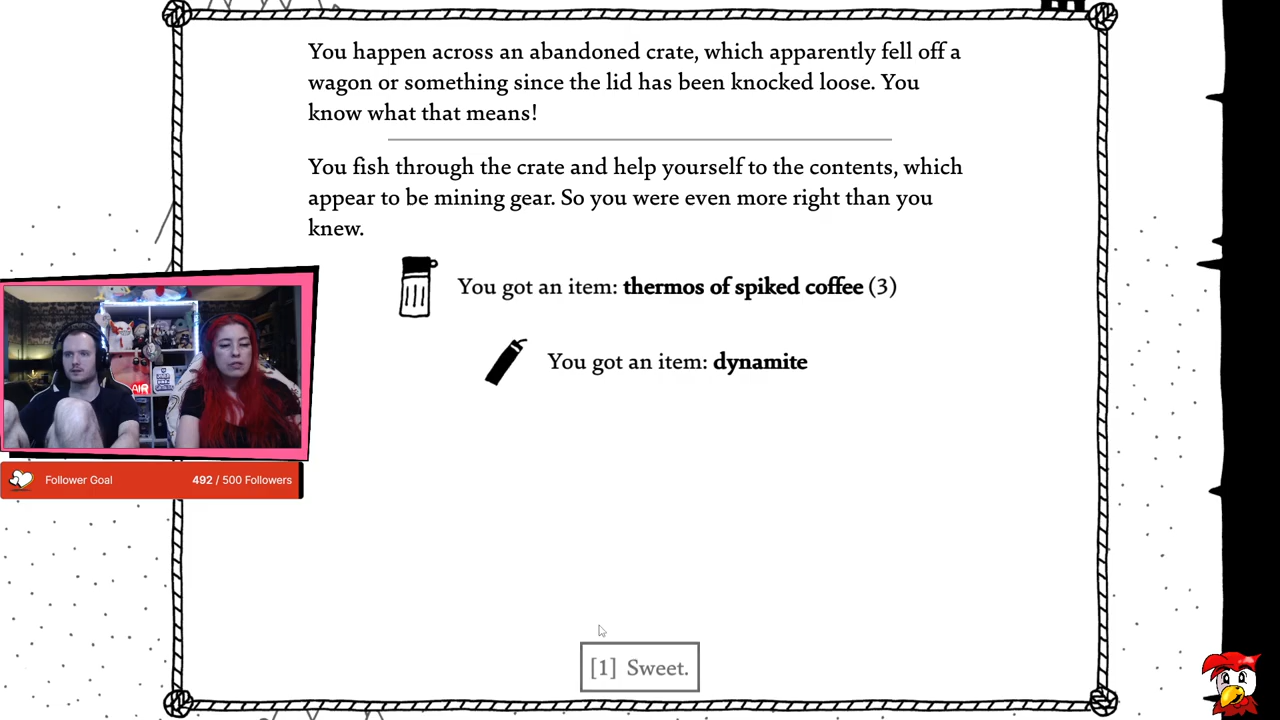 You happen across an abandoned crate, which apparently fell off a
wagon or something since the lid has been knocked loose. You
know what that means!
You fish through the crate and help yourself to the contents, which
appear to be mining gear. So you were even more right than you
knew.
You got an item: thermos of spiked coffee (3)
You got an item: dynamite
AIR
Follower Goal 492 / 500 Followers
[1] Sweet.